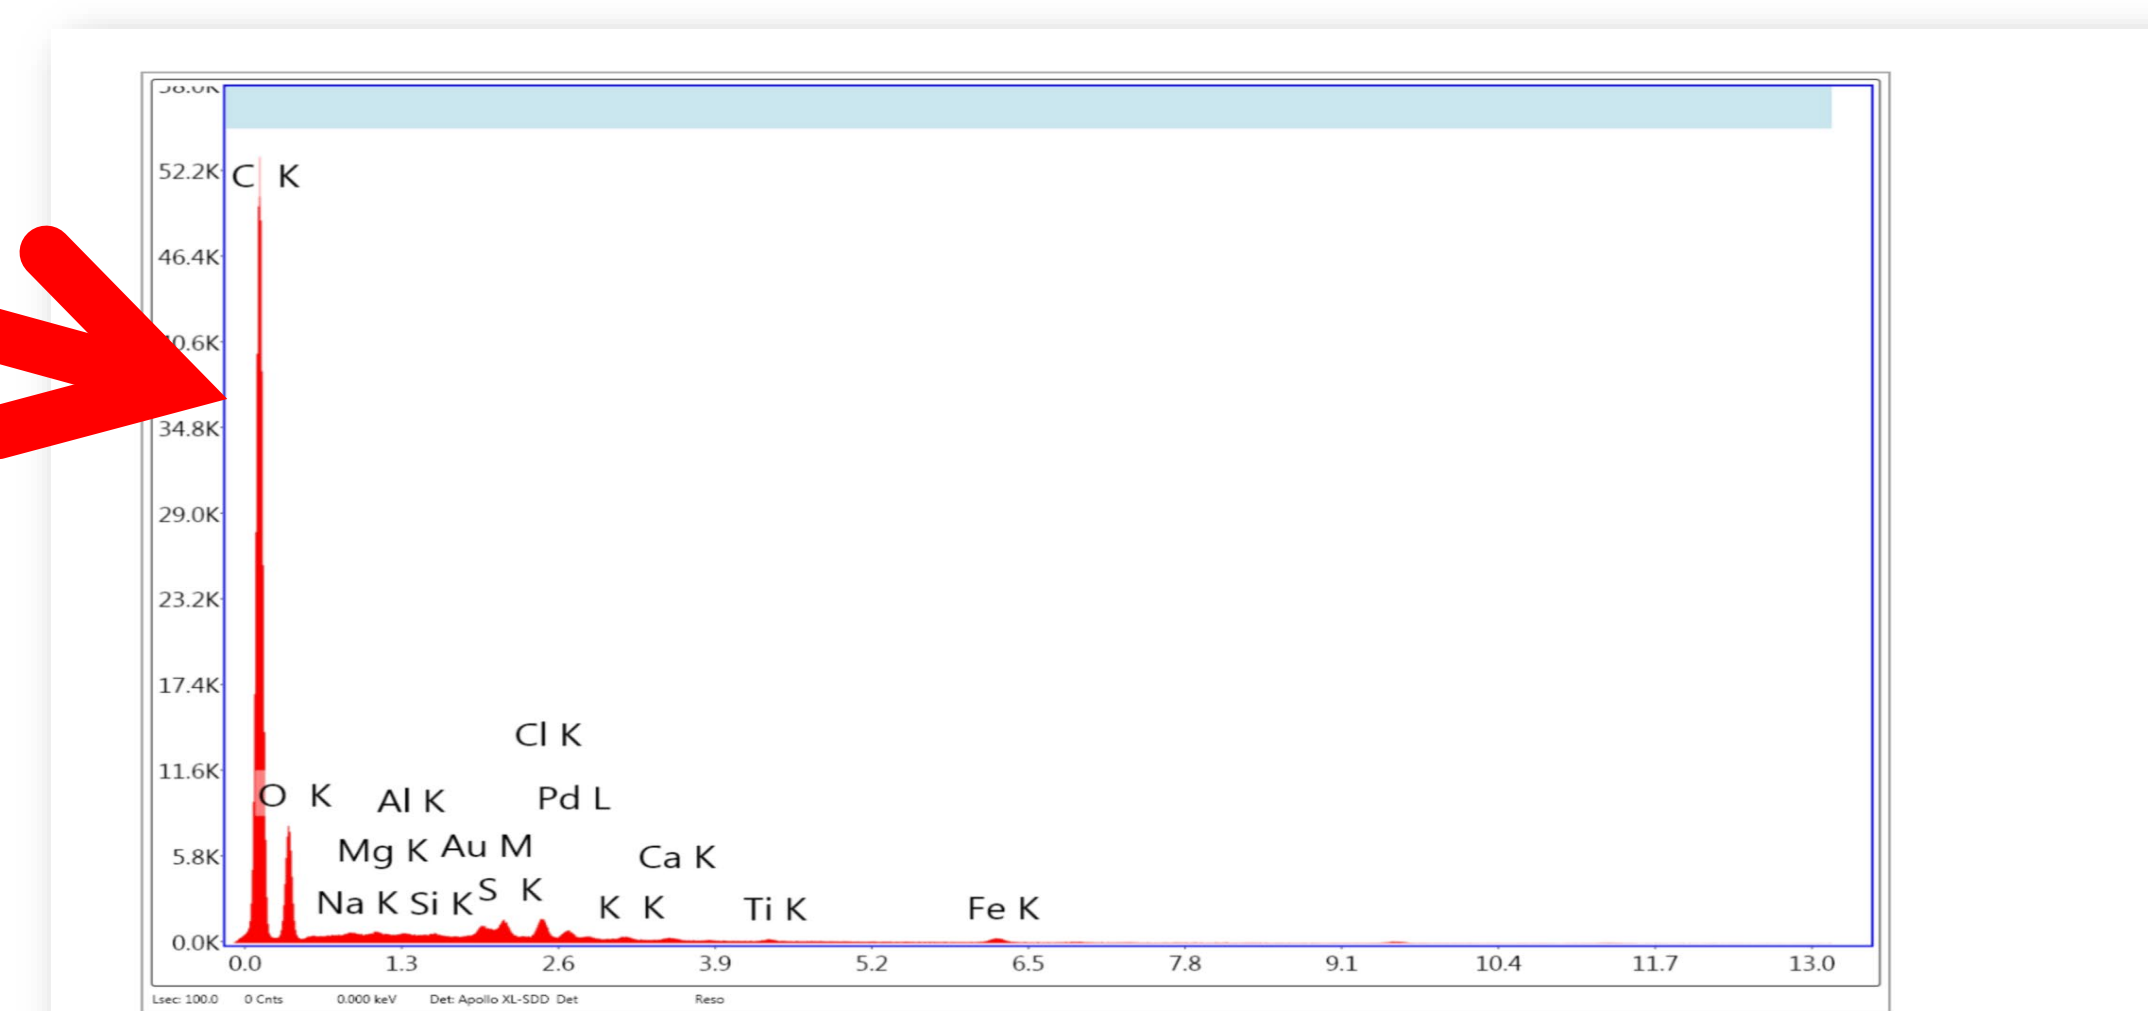 52.2K
C K
46.4K
34.8K
29.0K
23.2K
17.4K
Cl K
11.6K
O K
Al K
Pd L
Mg K
Au M
5.8K
Ca K
Na K
Si K
S K
K K
Ti K
Fe K
0.0K
0.0 1.3 2.6 3.9 5.2 6.5 7.8 9.1 10.4 11.7 13.0
Lsec: 100.0 0 Cnts 0.000 keV Det: Apollo XL-SDD Det Reso